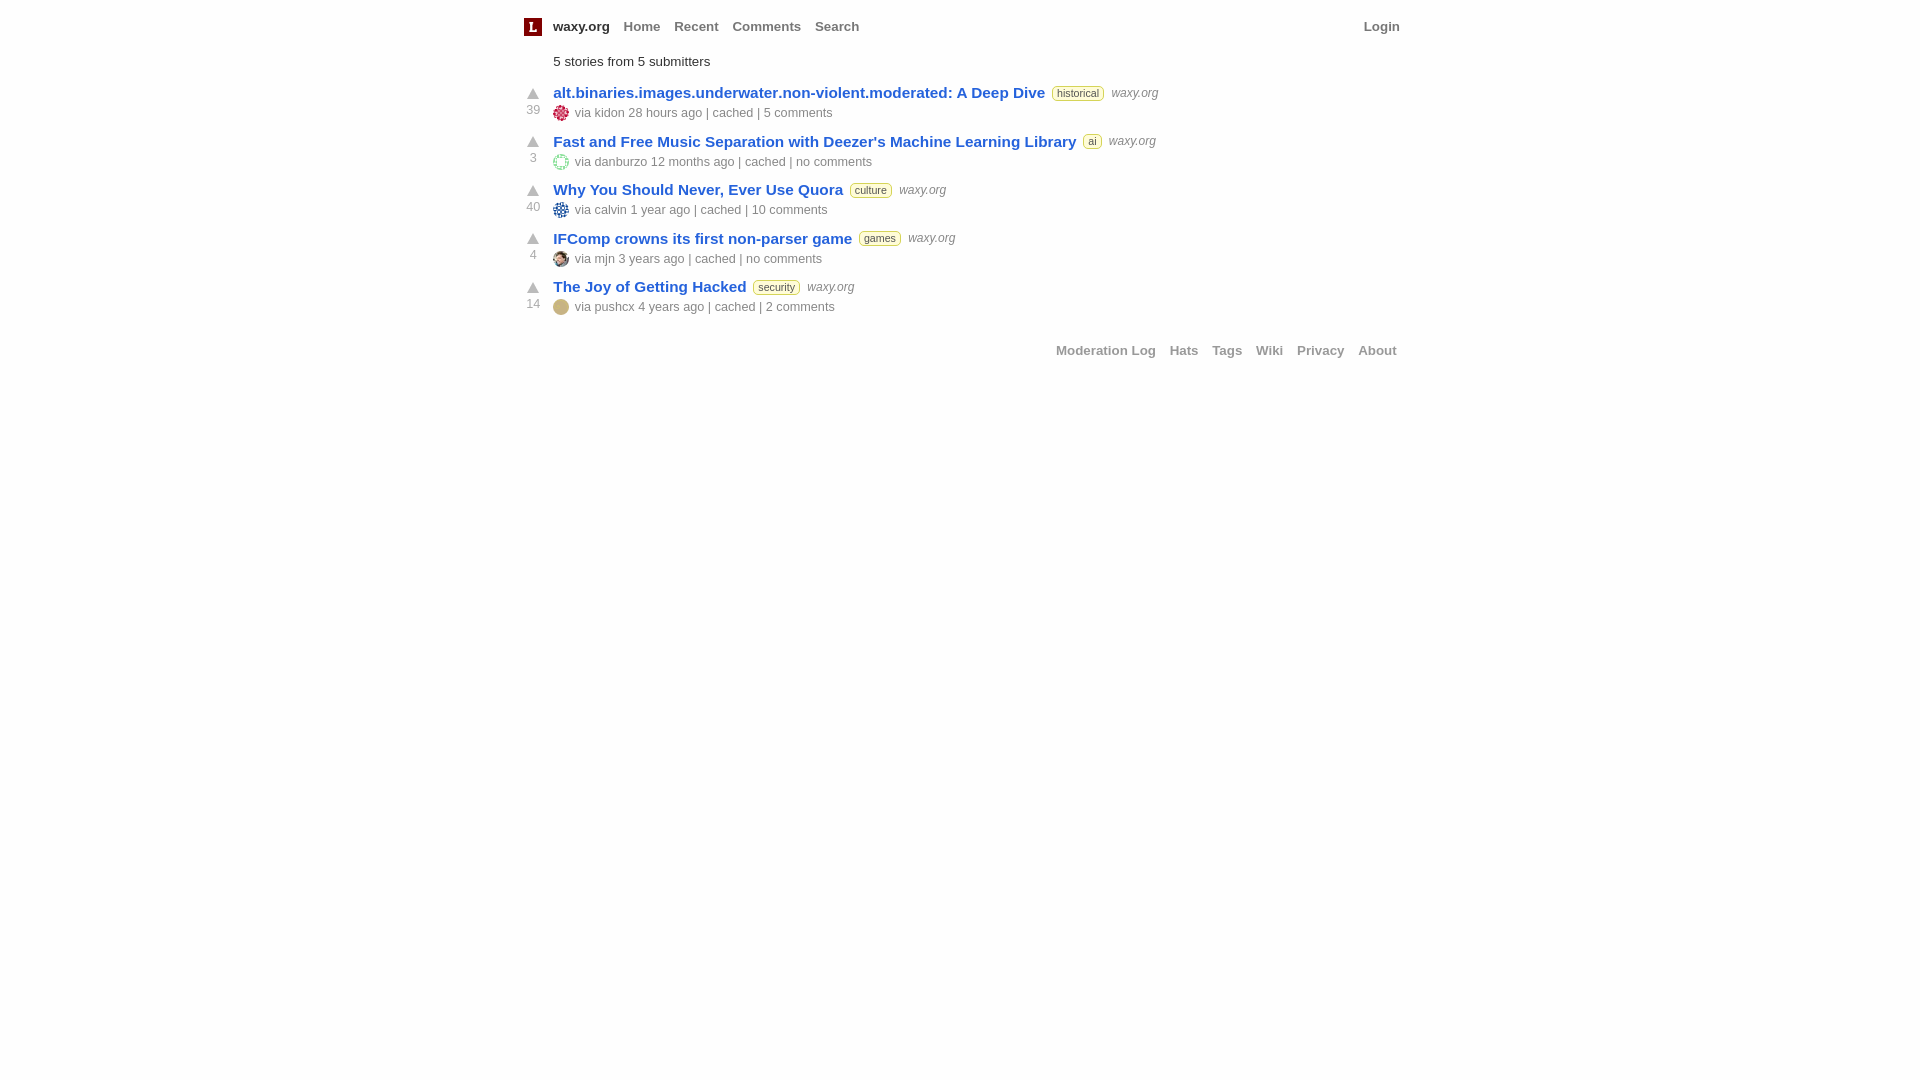 L waxy.org Home Recent Comments Search Login
5 stories from 5 submitters
alt.binaries.images.underwater.non-violent.moderated: A Deep Dive historical waxy.org
39
via kidon 28 hours ago | cached | 5 comments
Fast and Free Music Separation with Deezer's Machine Learning Library ai waxy.org
3
via danburzo 12 months ago | cached | no comments
Why You Should Never, Ever Use Quora culture waxy.org
40
via calvin 1 year ago | cached | 10 comments
IFComp crowns its first non-parser game games waxy.org
4
via mjn 3 years ago | cached | no comments
The Joy of Getting Hacked security waxy.org
14
via pushcx 4 years ago | cached | 2 comments
Moderation Log Hats Tags Wiki Privacy About